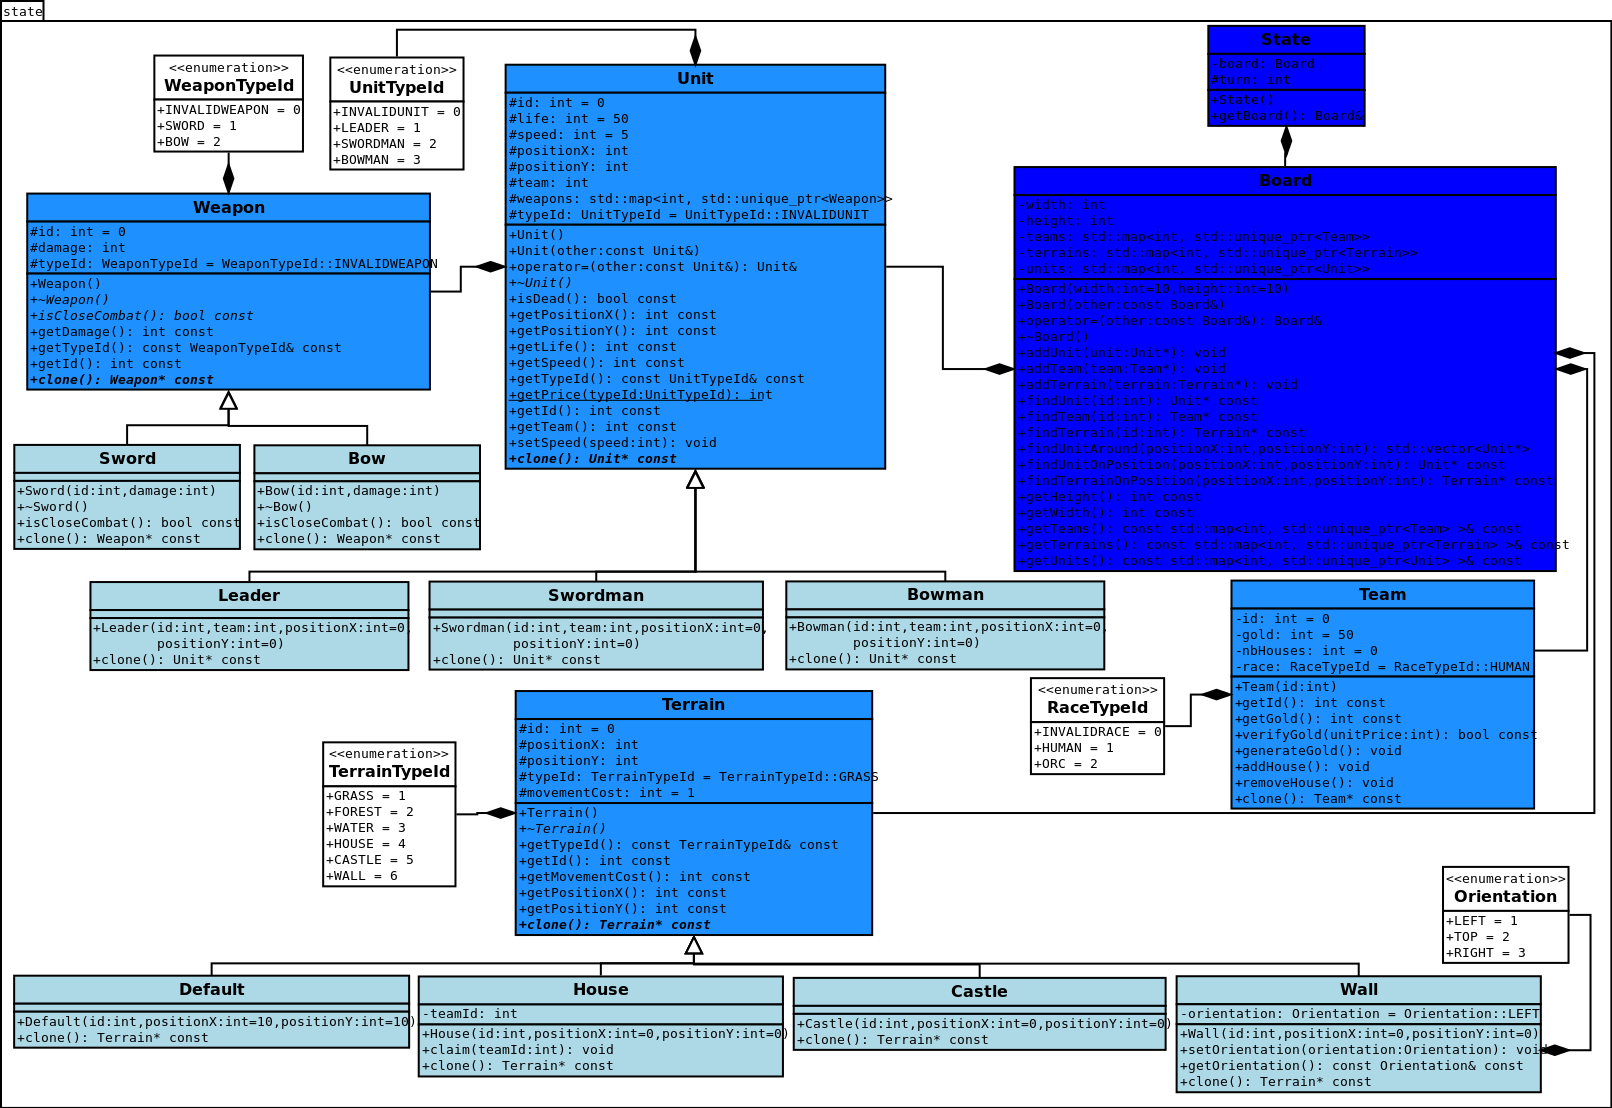 state
<<enumeration>>
WeaponTypeId
+INVALIDWEAPON = 0
+SWORD = 1
+BOW = 2
<<enumeration>>
UnitTypeId
+INVALIDUNIT = 0
+LEADER = 1
+SWORDMAN = 2
+BOWMAN = 3
Unit
#id: int = 0
#life: int = 50
#speed: int = 5
#positionX: int
#positionY: int
#team: int
#weapons: std::map<int, std::unique_ptr<Weapon>>
#typeId: UnitTypeId = UnitTypeId::INVALIDUNIT
+Unit()
+Unit(other:const Unit&)
+operator=(other:const Unit&): Unit&
+~Unit()
+isDead(): bool const
+getPositionX(): int const
+getPositionY(): int const
+getLife(): int const
+getSpeed(): int const
+getTypeId(): const UnitTypeId& const
+getPrice(typeId:UnitTypeId): int
+getId(): int const
+getTeam(): int const
+setSpeed(speed:int): void
+clone(): Unit* const
State
-board: Board
#turn: int
+State()
+getBoard(): Board&
Weapon
#id: int = 0
#damage: int
#typeId: WeaponTypeId = WeaponTypeId::INVALIDWEAPON
+Weapon()
+~Weapon()
+isCloseCombat(): bool const
+getDamage(): int const
+getTypeId(): const WeaponTypeId& const
+getId(): int const
+clone(): Weapon* const
Board
-width: int
-height: int
-teams: std::map<int, std::unique_ptr<Team>>
-terrains: std::map<int, std::unique_ptr<Terrain>>
-units: std::map<int, std::unique_ptr<Unit>>
+Board(width:int=10,height:int=10)
+Board(other:const Board&)
+operator=(other:const Board&): Board&
+~Board()
+addUnit(unit:Unit*): void
+addTeam(team:Team*): void
+addTerrain(terrain:Terrain*): void
+findUnit(id:int): Unit* const
+findTeam(id:int): Team* const
+findTerrain(id:int): Terrain* const
+findUnitAround(positionX:int,positionY:int): std::vector<Unit*>
+findUnitOnPosition(positionX:int,positionY:int): Unit* const
+findTerrainOnPosition(positionX:int,positionY:int): Terrain* const
+getHeight(): int const
+getWidth(): int const
+getTeams(): const std::map<int, std::unique_ptr<Team> >& const
+getTerrains(): const std::map<int, std::unique_ptr<Terrain> >& const
+getUnits(): const std::map<int, std::unique_ptr<Unit> >& const
Sword
+Sword(id:int,damage:int)
+~Sword()
+isCloseCombat(): bool const
+clone(): Weapon* const
Bow
+Bow(id:int,damage:int)
+~Bow()
+isCloseCombat(): bool const
+clone(): Weapon* const
Leader
+Leader(id:int,team:int,positionX:int=0,
positionY:int=0)
+clone(): Unit* const
Swordman
+Swordman(id:int,team:int,positionX:int=0,
positionY:int=0)
+clone(): Unit* const
Bowman
+Bowman(id:int,team:int,positionX:int=0,
positionY:int=0)
+clone(): Unit* const
Team
-id: int = 0
-gold: int = 50
-nbHouses: int = 0
-race: RaceTypeId = RaceTypeId::HUMAN
+Team(id:int)
+getId(): int const
+getGold(): int const
+verifyGold(unitPrice:int): bool const
+generateGold(): void
+addHouse(): void
+removeHouse(): void
+clone(): Team* const
<<enumeration>>
RaceTypeId
+INVALIDRACE = 0
+HUMAN = 1
+ORC = 2
Terrain
#id: int = 0
#positionX: int
#positionY: int
#typeId: TerrainTypeId = TerrainTypeId::GRASS
#movementCost: int = 1
+Terrain()
+~Terrain()
+getTypeId(): const TerrainTypeId& const
+getId(): int const
+getMovementCost(): int const
+getPositionX(): int const
+getPositionY(): int const
+clone(): Terrain* const
<<enumeration>>
TerrainTypeId
+GRASS = 1
+FOREST = 2
+WATER = 3
+HOUSE = 4
+CASTLE = 5
+WALL = 6
<<enumeration>>
Orientation
+LEFT = 1
+TOP = 2
+RIGHT = 3
Default
+Default(id:int,positionX:int=10,positionY:int=10)
+clone(): Terrain* const
House
-teamId: int
+House(id:int,positionX:int=0,positionY:int=0)
+claim(teamId:int): void
+clone(): Terrain* const
Castle
+Castle(id:int,positionX:int=0,positionY:int=0)
+clone(): Terrain* const
Wall
-orientation: Orientation = Orientation::LEFT
+Wall(id:int,positionX:int=0,positionY:int=0)
+setOrientation(orientation:Orientation): void
+getOrientation(): const Orientation& const
+clone(): Terrain* const